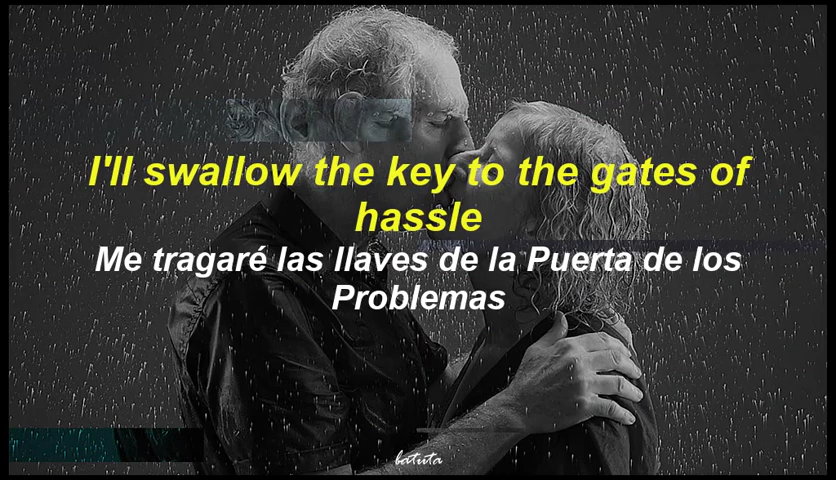 I'll swallow the key to the gates of
hassle
Me tragaré las llaves de la Puerta de los
Problemas
batuta